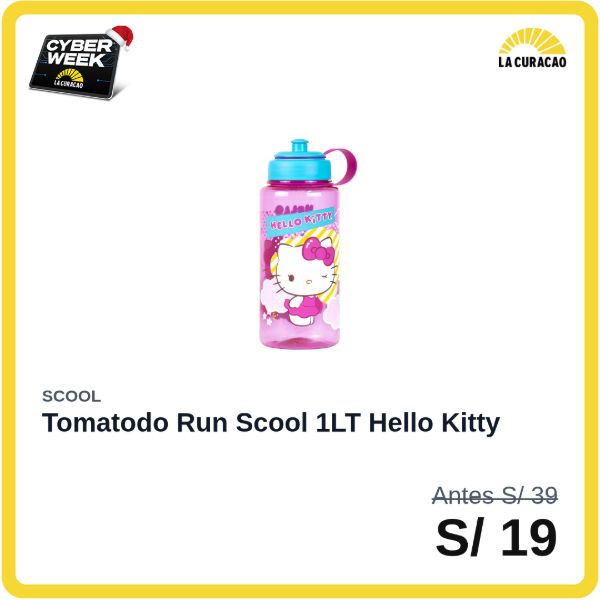 CYBER
WEEK
LA CURACAO
LA CURACAO
HELLO KITTY
SCOOL
Tomatodo Run Scool 1LT Hello Kitty
Antes S/ 39
S/ 19